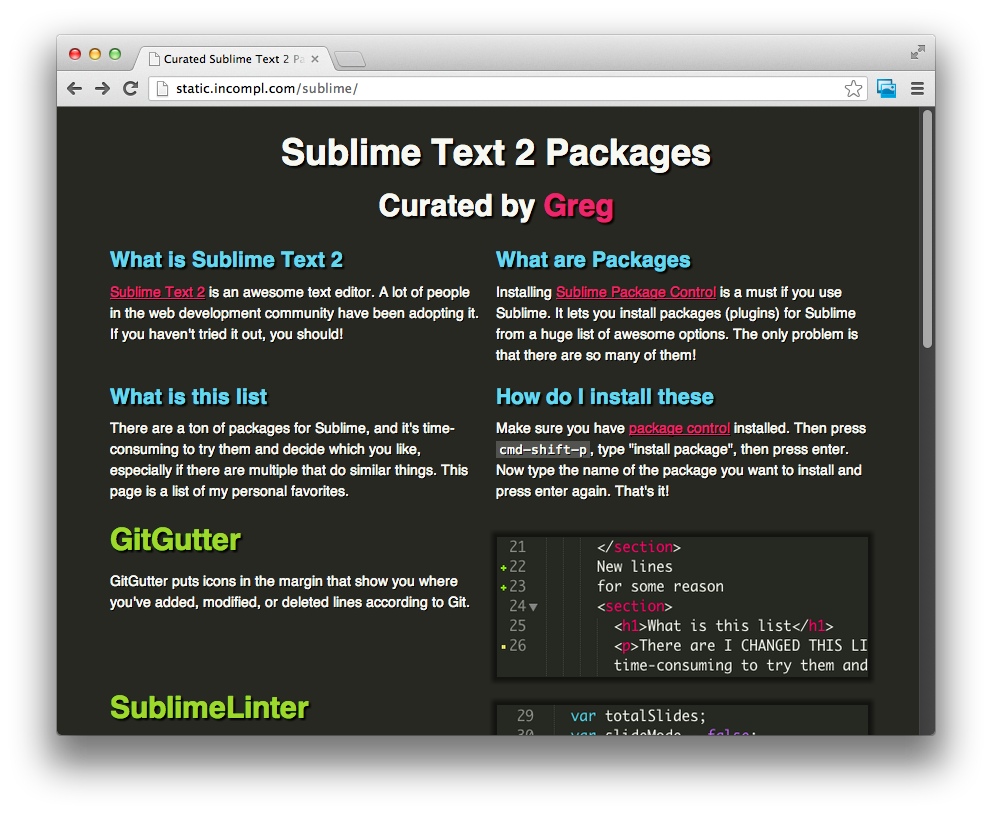 Curated Sublime Text 2 Pa
static.incompl.com/sublime/
Sublime Text 2 Packages
Curated by Greg
What is Sublime Text 2
Sublime Text 2 is an awesome text editor. A lot of people
in the web development community have been adopting it.
If you haven't tried it out, you should!
What are Packages
Installing Sublime Package Control is a must if you use
Sublime. It lets you install packages (plugins) for Sublime
from a huge list of awesome options. The only problem is
that there are so many of them!
What is this list
There are a ton of packages for Sublime, and it's time-
consuming to try them and decide which you like,
especially if there are multiple that do similar things. This
page is a list of my personal favorites.
How do I install these
Make sure you have package control installed. Then press
cmd-shift-p, type "install package", then press enter.
Now type the name of the package you want to install and
press enter again. That's it!
GitGutter
GitGutter puts icons in the margin that show you where
you've added, modified, or deleted lines according to Git.
21 </section>
+22 New lines
+23 for some reason
24 <section>
25 <h1>What is this list</h1>
26 <p>There are I CHANGED THIS LI
time-consuming to try them and
SublimeLinter
29 var totalSlides;
30 var slideMode = false;